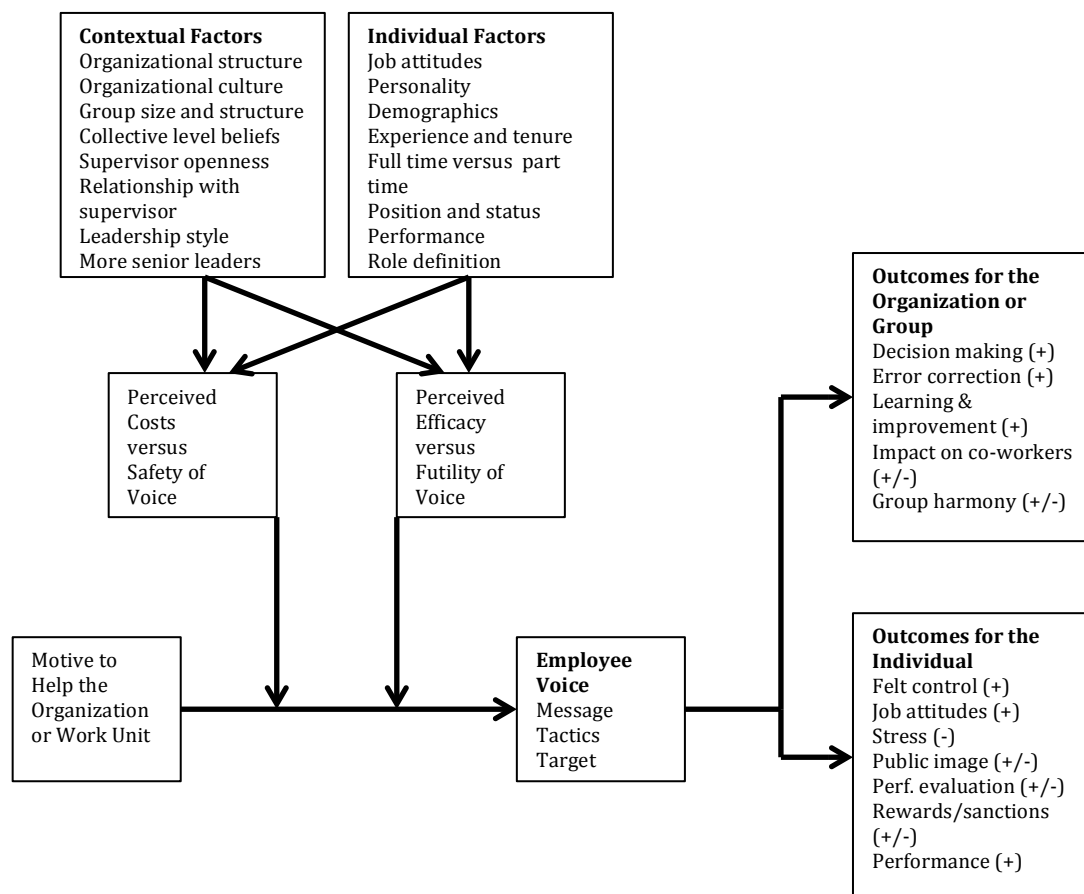 Contextual Factors
Organizational structure
Organizational culture
Group size and structure
Collective level beliefs
Supervisor openness
Relationship with
supervisor
Leadership style
More senior leaders
Individual Factors
Job attitudes
Personality
Demographics
Experience and tenure
Full time versus  part
time
Position and status
Performance
Role definition
Perceived
Costs
versus
Safety of
Voice
Perceived
Efficacy
versus
Futility of
Voice
Motive to
Help the
Organization
or Work Unit
Employee
Voice
Message
Tactics
Target
Outcomes for the
Organization or
Group
Decision making (+)
Error correction (+)
Learning &
improvement (+)
Impact on co-workers
(+/-)
Group harmony (+/-)
Outcomes for the
Individual
Felt control (+)
Job attitudes (+)
Stress (-)
Public image (+/-)
Perf. evaluation (+/-)
Rewards/sanctions
(+/-)
Performance (+)